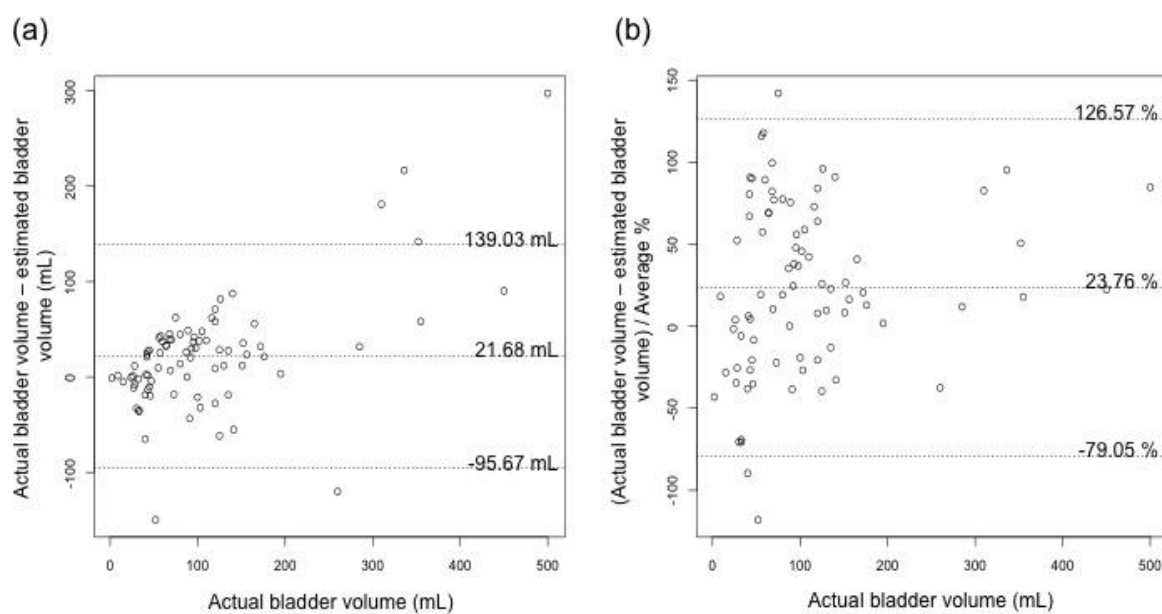 (a)
Actual bladder volume – estimated bladder
volume (mL)
300
200
100
0
-100
139.03 mL
21.68 mL
-95.67 mL
0 100 200 300 400 500
Actual bladder volume (mL)
(b)
(Actual bladder volume – estimated bladder
volume) / Average %
150
100
50
0
-50
-100
126.57 %
23.76 %
-79.05 %
0 100 200 300 400 500
Actual bladder volume (mL)